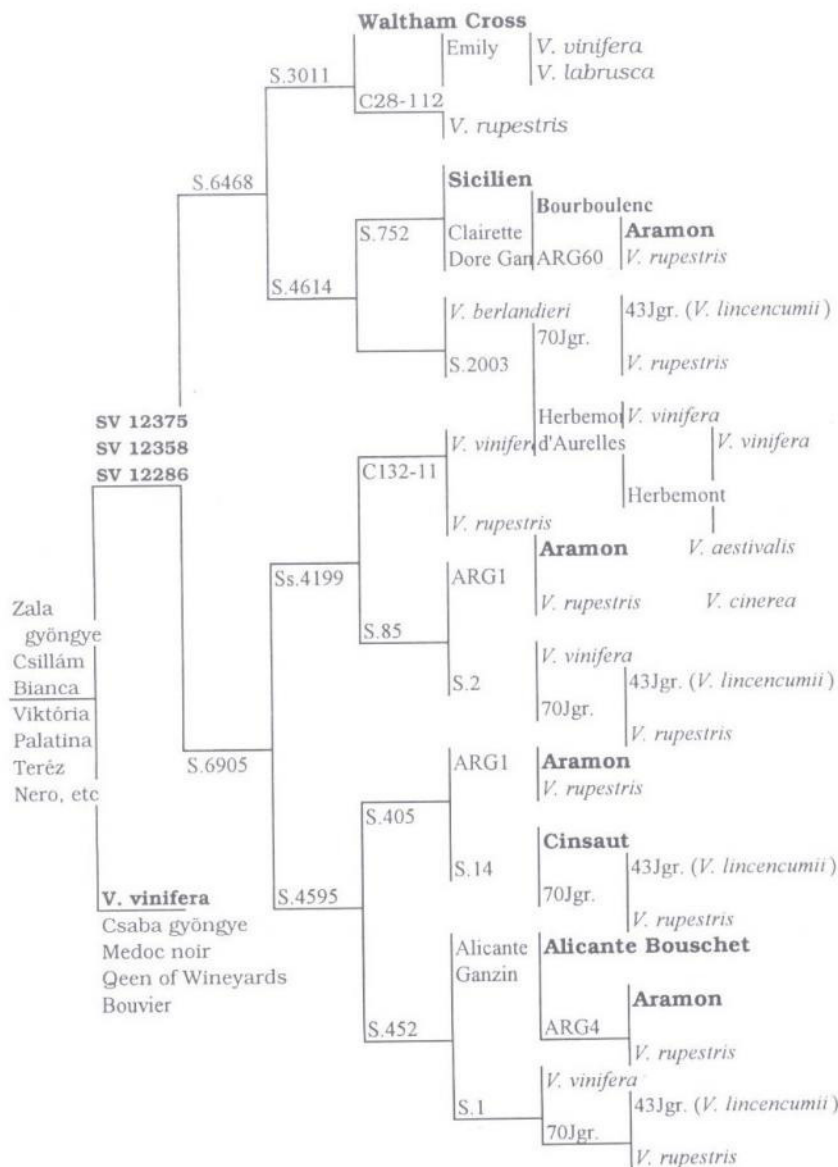 Waltham Cross
Emily
V. vinifera
V. labrusca
S.3011
C28-112
V. rupestris
S.6468
Sicilien
Bourboulenc
S.752
Clairette
Dore Gan
ARG60
Aramon
V. rupestris
S.4614
V. berlandieri
43Jgr. (V. lincencumii)
70Jgr.
S.2003
V. rupestris
SV 12375
SV 12358
SV 12286
Herbemo
d'Aurelles
V. vinifera
V. vinifera
V. vinifer
C132-11
Herbemont
V. rupestris
V. aestivalis
V. cinerea
Ss.4199
Aramon
ARG1
V. rupestris
S.85
V. vinifera
S.2
43Jgr. (V. lincencumii)
70Jgr.
V. rupestris
Zala
gyöngye
Csillám
Bianca
Viktória
Palatina
Teréz
Nero, etc
S.6905
ARG1
Aramon
V. rupestris
S.405
Cinsaut
S.14
43Jgr. (V. lincencumii)
70Jgr.
V. rupestris
S.4595
V. vinifera
Csaba gyöngye
Medoc noir
Qeen of Wineyards
Bouvier
Alicante
Ganzin
Alicante Bouschet
Aramon
S.452
ARG4
V. rupestris
V. vinifera
S.1
43Jgr. (V. lincencumii)
70Jgr.
V. rupestris